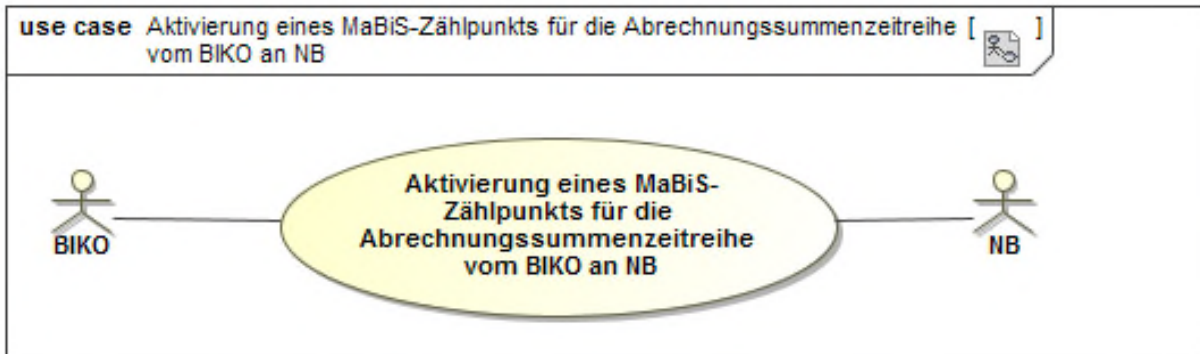 use case Aktivierung eines MaBiS-Zählpunkts für die Abrechnungssummenzeitreihe [ ]
vom BIKO an NB
Aktivierung eines MaBiS-
Zählpunkts für die
Abrechnungssummenzeitreihe
vom BIKO an NB
BIKO
NB